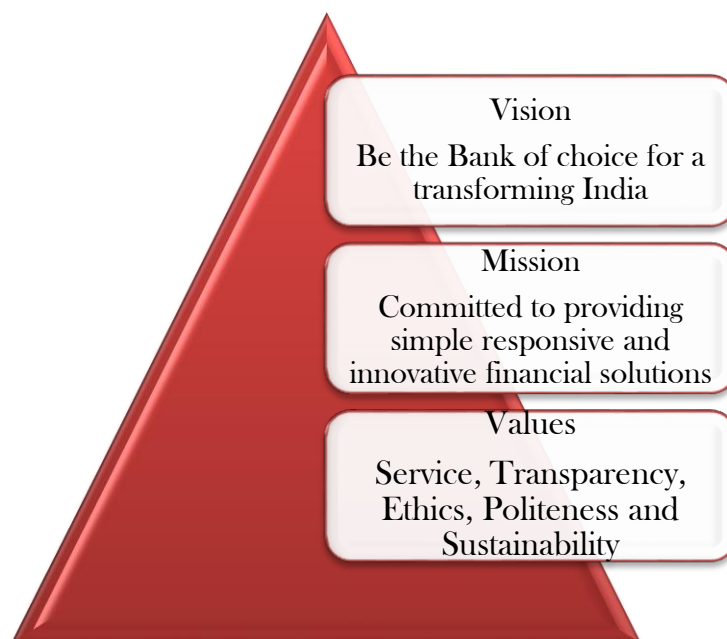 Vision
Be the Bank of choice for a
transforming India
Mission
Committed to providing
simple responsive and
innovative financial solutions
Values
Service, Transparency,
Ethics, Politeness and
Sustainability